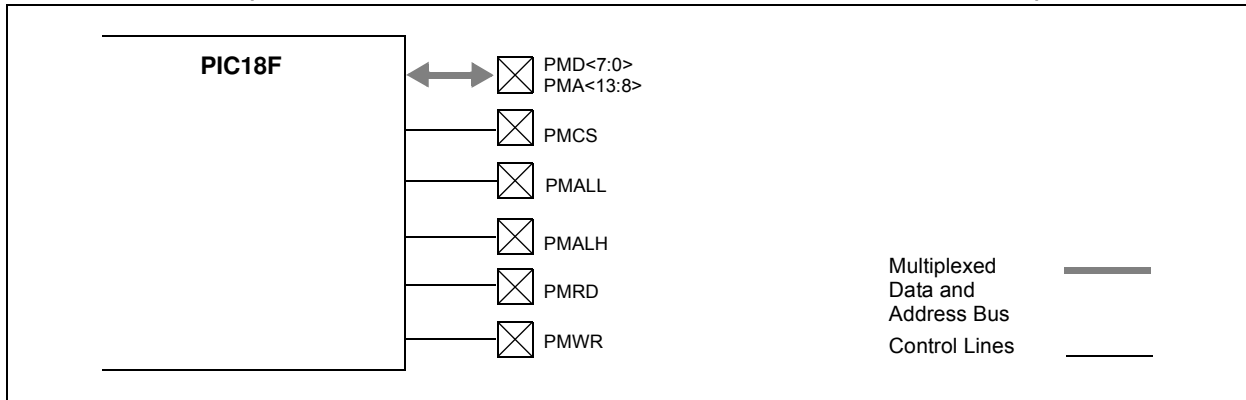 PIC18F
PMD<7:0>
PMA<13:8>
PMCS
PMALL
PMALH
PMRD
PMWR
Multiplexed
Data and
Address Bus
Control Lines